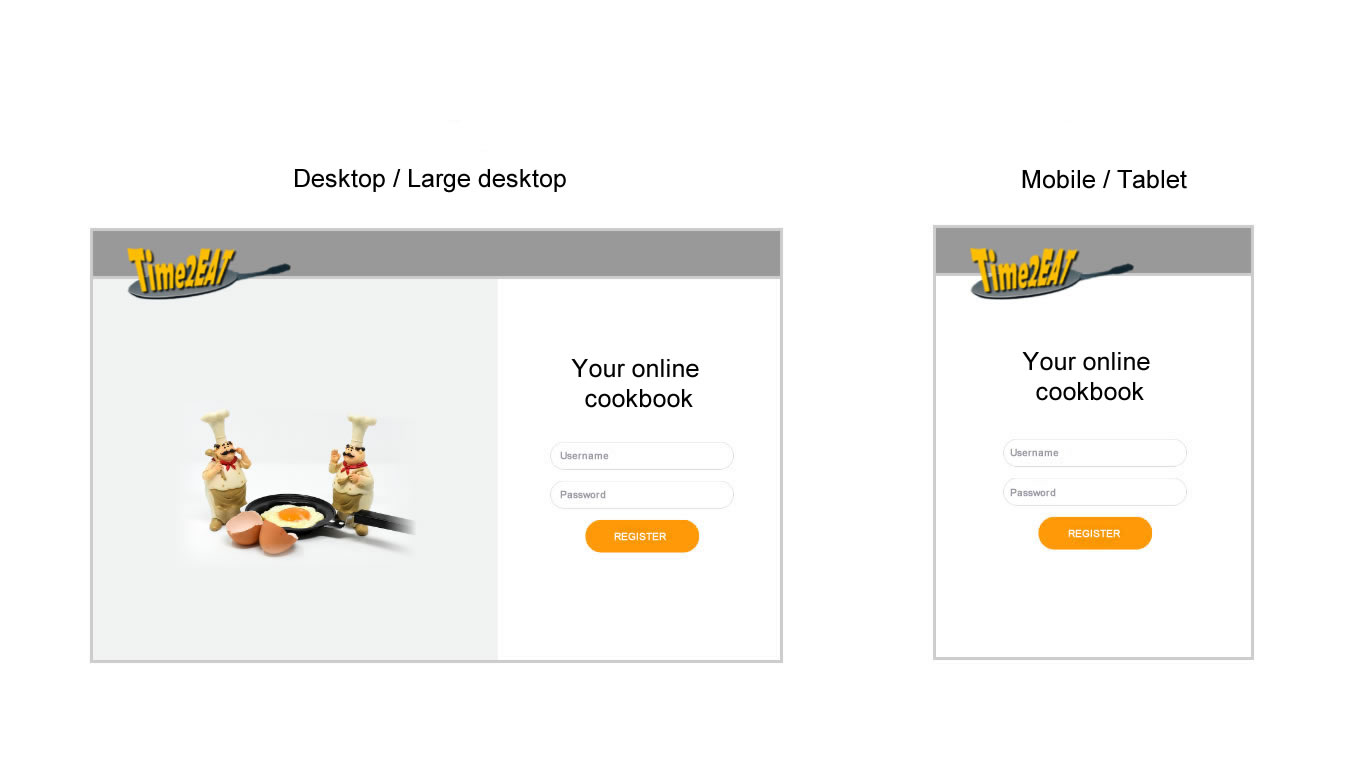 Desktop / Large desktop
Time2EAT
Your online
cookbook
Username
Password
REGISTER
Mobile / Tablet
Time2EAT
Your online
cookbook
Username
Password
REGISTER